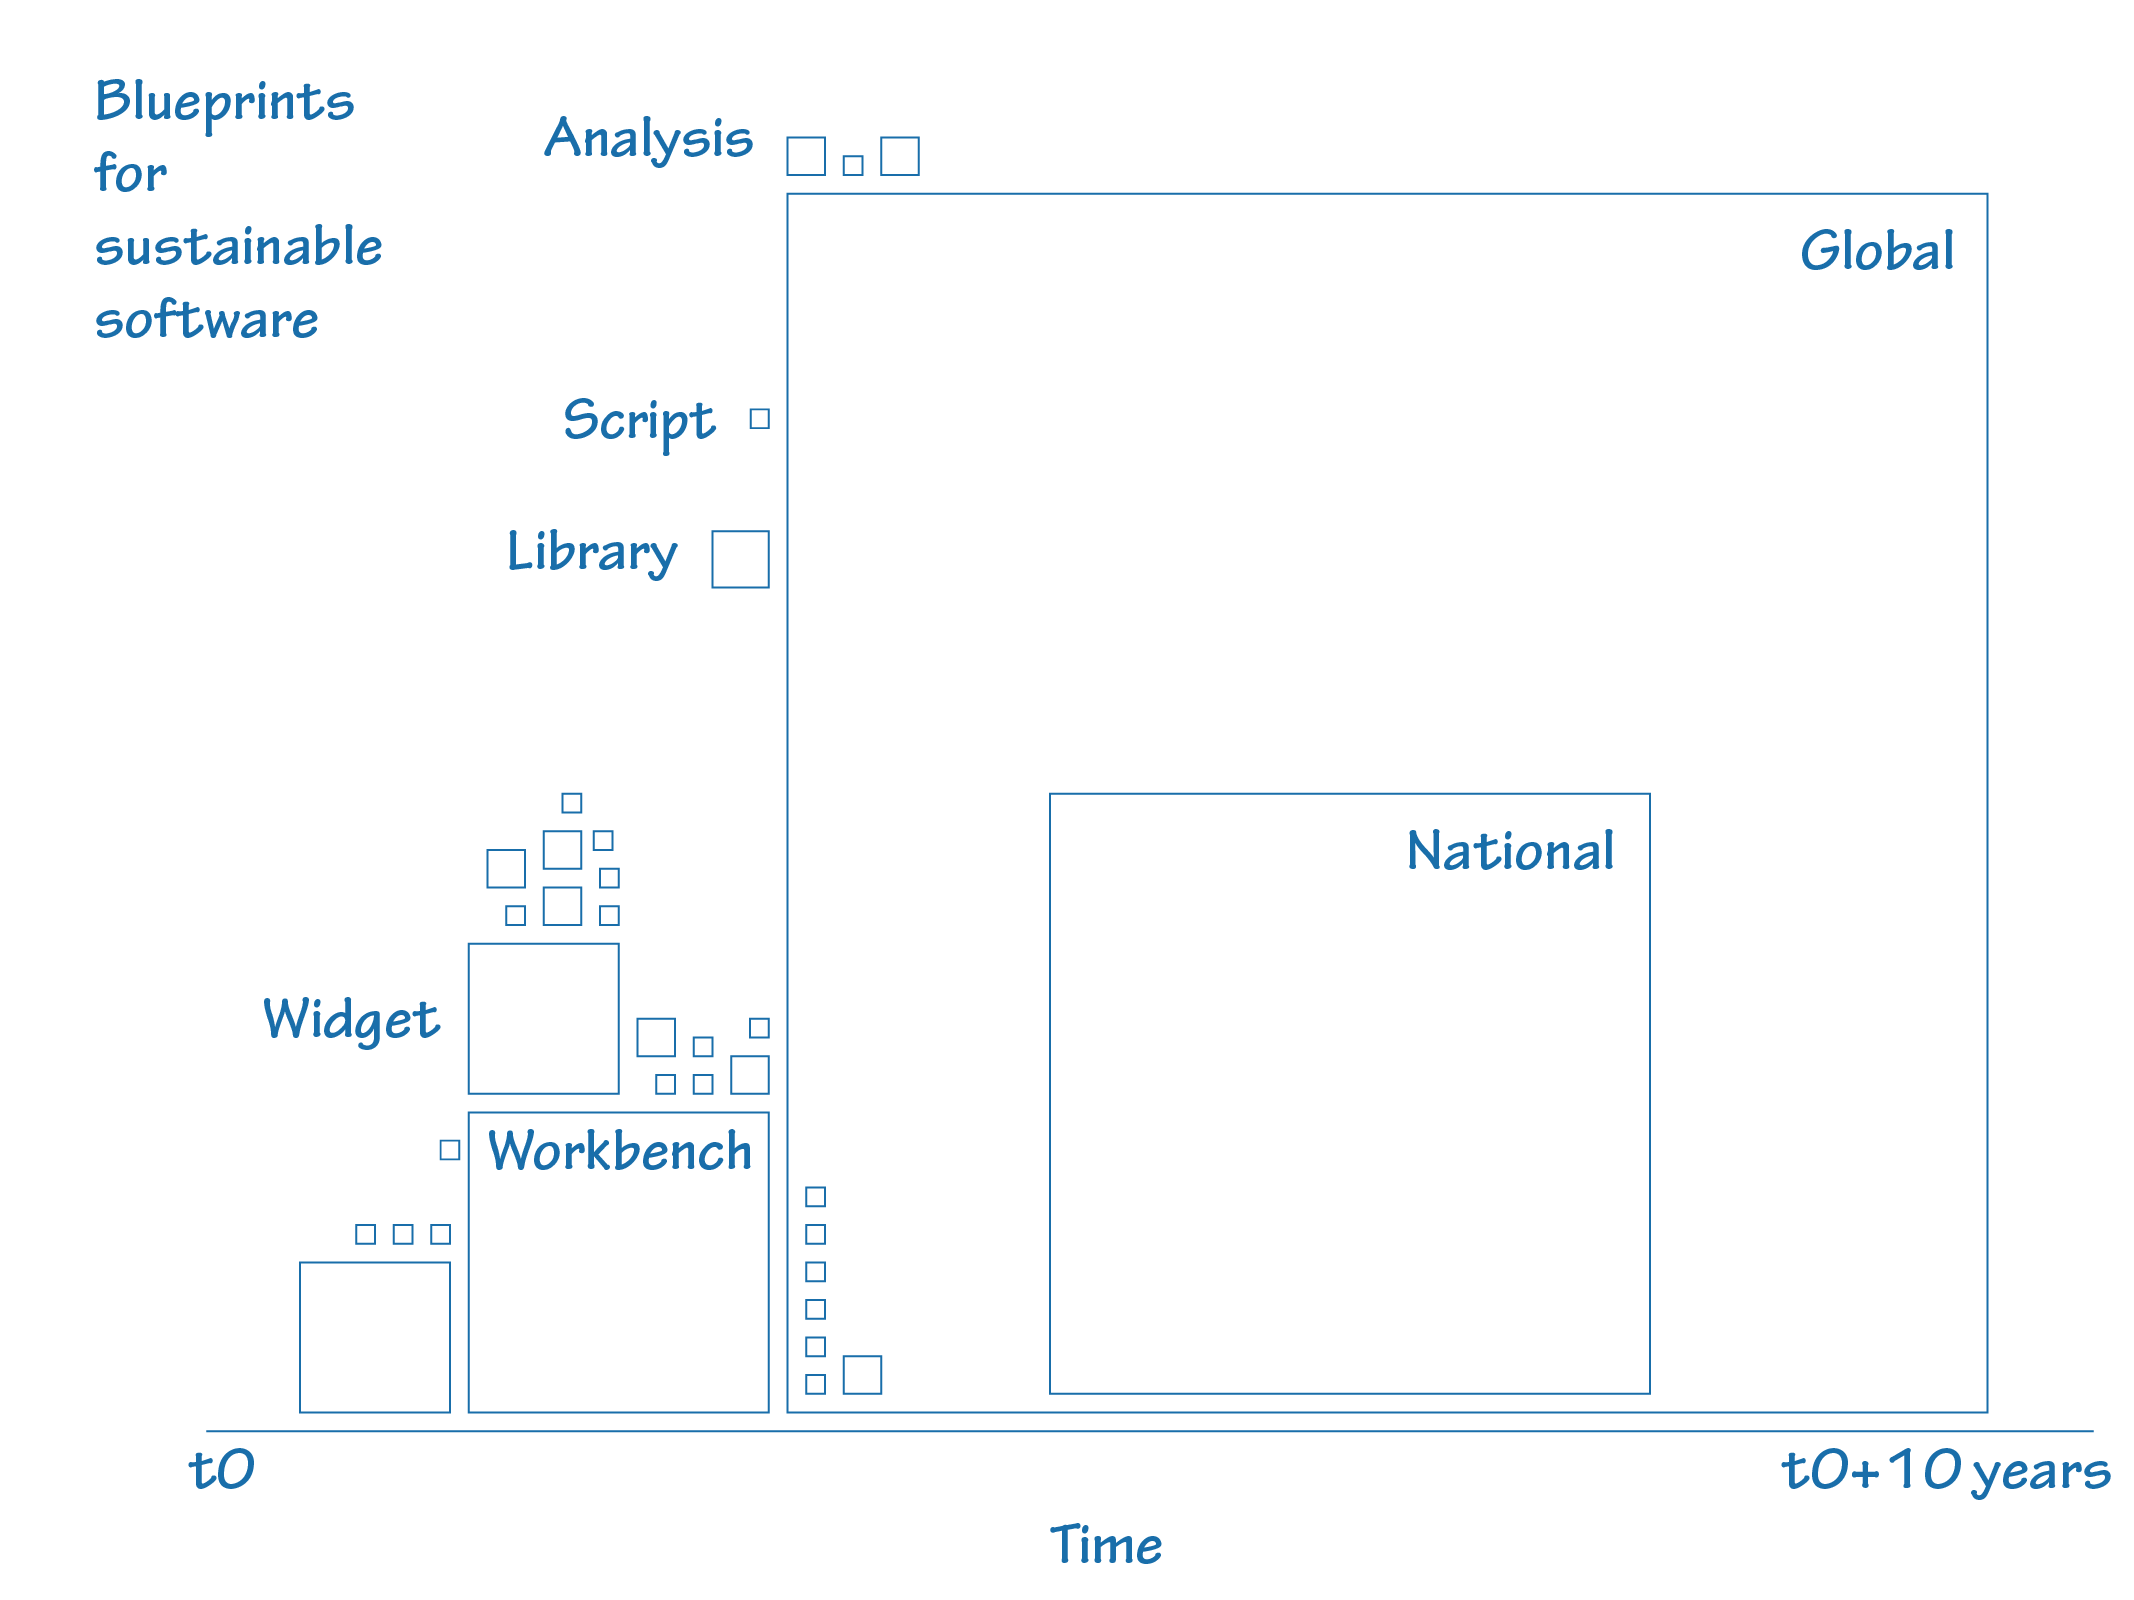 Blueprints
for
sustainable
software
Analysis
Global
Script
Library
National
Widget
Workbench
t0
t0+10 years
Time